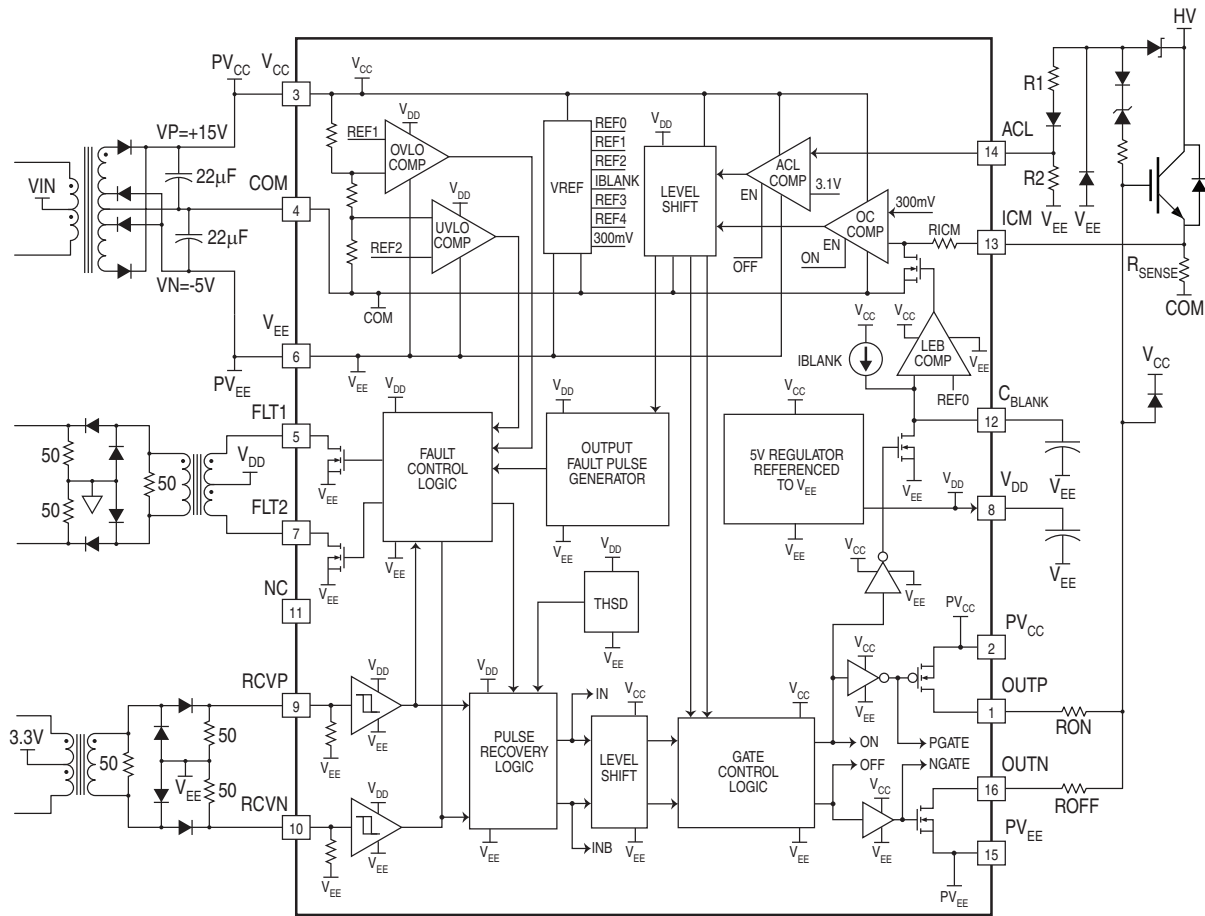 HV
PVCC
VCC
3
VCC
VDD
REF1
OVLO
COMP
VP=+15V
22μF
VIN
COM
4
22μF
VN=-5V
REF2
VDD
UVLO
COMP
COM
VREF
REF0
REF1
REF2
IBLANK
REF3
REF4
300mV
VDD
LEVEL
SHIFT
ACL
COMP
EN
3.1V
OFF
OC
COMP
EN
ON
300mV
RICM
R1
ACL
14
R2
ICM
VEE
VEE
13
RSENSE
COM
VEE
6
VEE
PVEE
VCC
IBLANK
VCC
LEB
COMP
VEE
REF0
CBLANK
12
VCC
FLT1
5
50
50
50
VDD
VEE
FLT2
7
VEE
VDD
FAULT
CONTROL
LOGIC
VEE
VDD
OUTPUT
FAULT PULSE
GENERATOR
VEE
VCC
5V REGULATOR
REFERENCED
TO VEE
VEE
VEE
VDD
VDD
8
VEE
VEE
NC
11
VDD
THSD
VEE
VCC
VEE
PVCC
PVCC
2
OUTP
1
RON
RCVP
9
VDD
VEE
3.3V
50
VEE
50
50
RCVN
10
VDD
VEE
VEE
VDD
PULSE
RECOVERY
LOGIC
VEE
IN
INB
VCC
LEVEL
SHIFT
VEE
VCC
GATE
CONTROL
LOGIC
VEE
VCC
VEE
ON
PGATE
OFF
NGATE
VCC
VEE
OUTN
16
ROFF
PVEE
15
PVEE